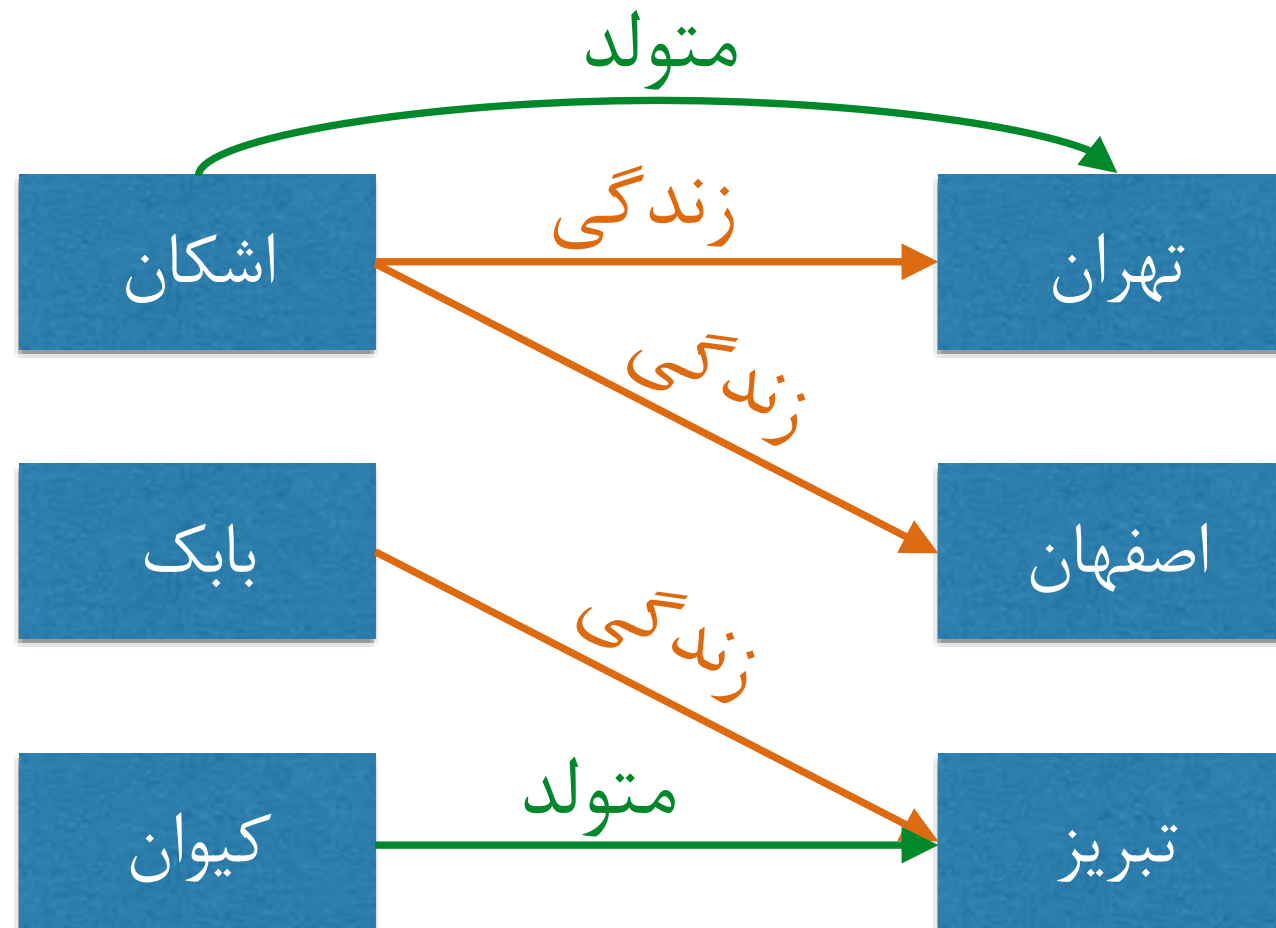 متولد
اشکان
زندگی
تهران
زندگی
بابک
اصفهان
زندگی
کیوان
متولد
تبریز